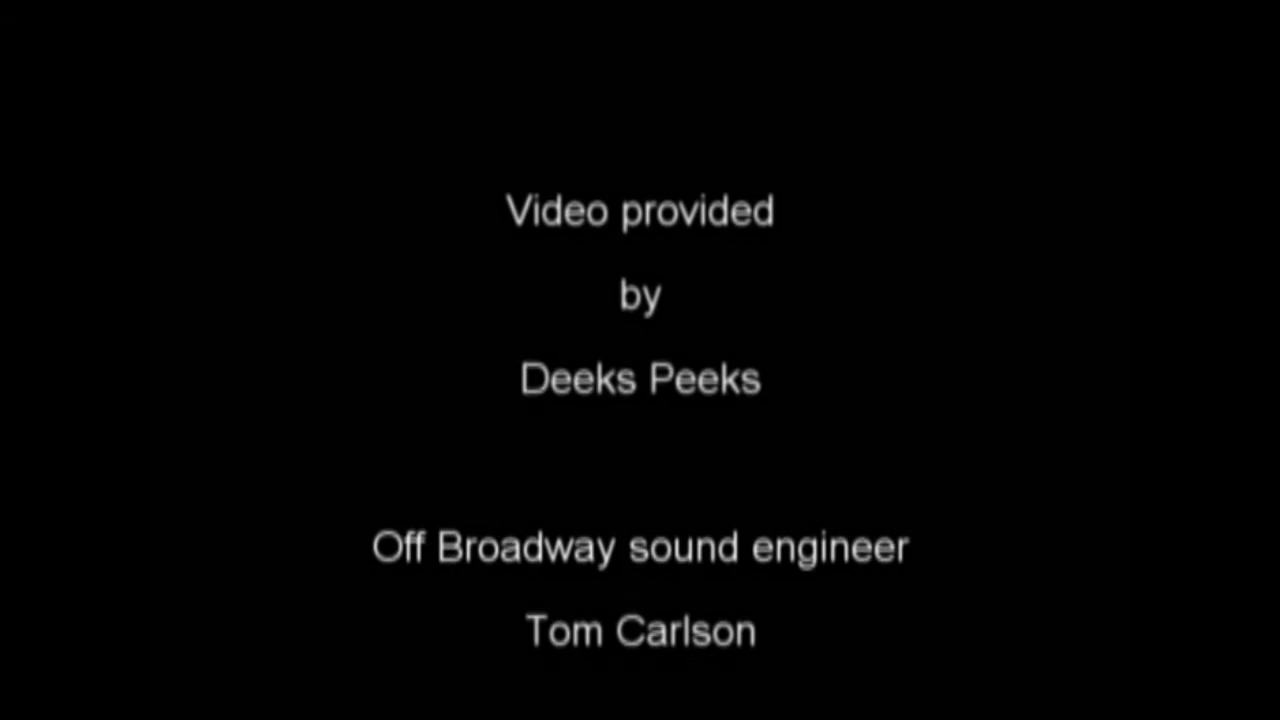 Video provided
by
Deeks Peeks
Off Broadway sound engineer
Tom Carlson